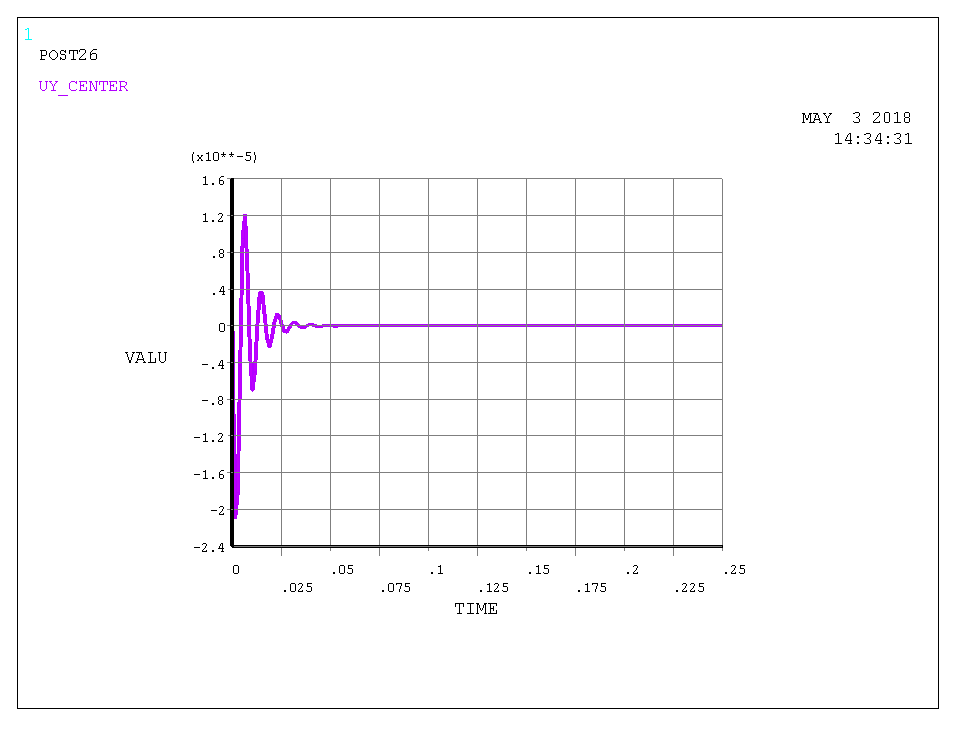 1
POST26
UY_CENTER
MAY  3 2018
14:34:31
(x10**-5)
1.6
1.2
.8
.4
0
VALU
-.4
-.8
-1.2
-1.6
-2
-2.4
0 .05 .1 .15 .2 .25
.025 .075 .125 .175 .225
TIME